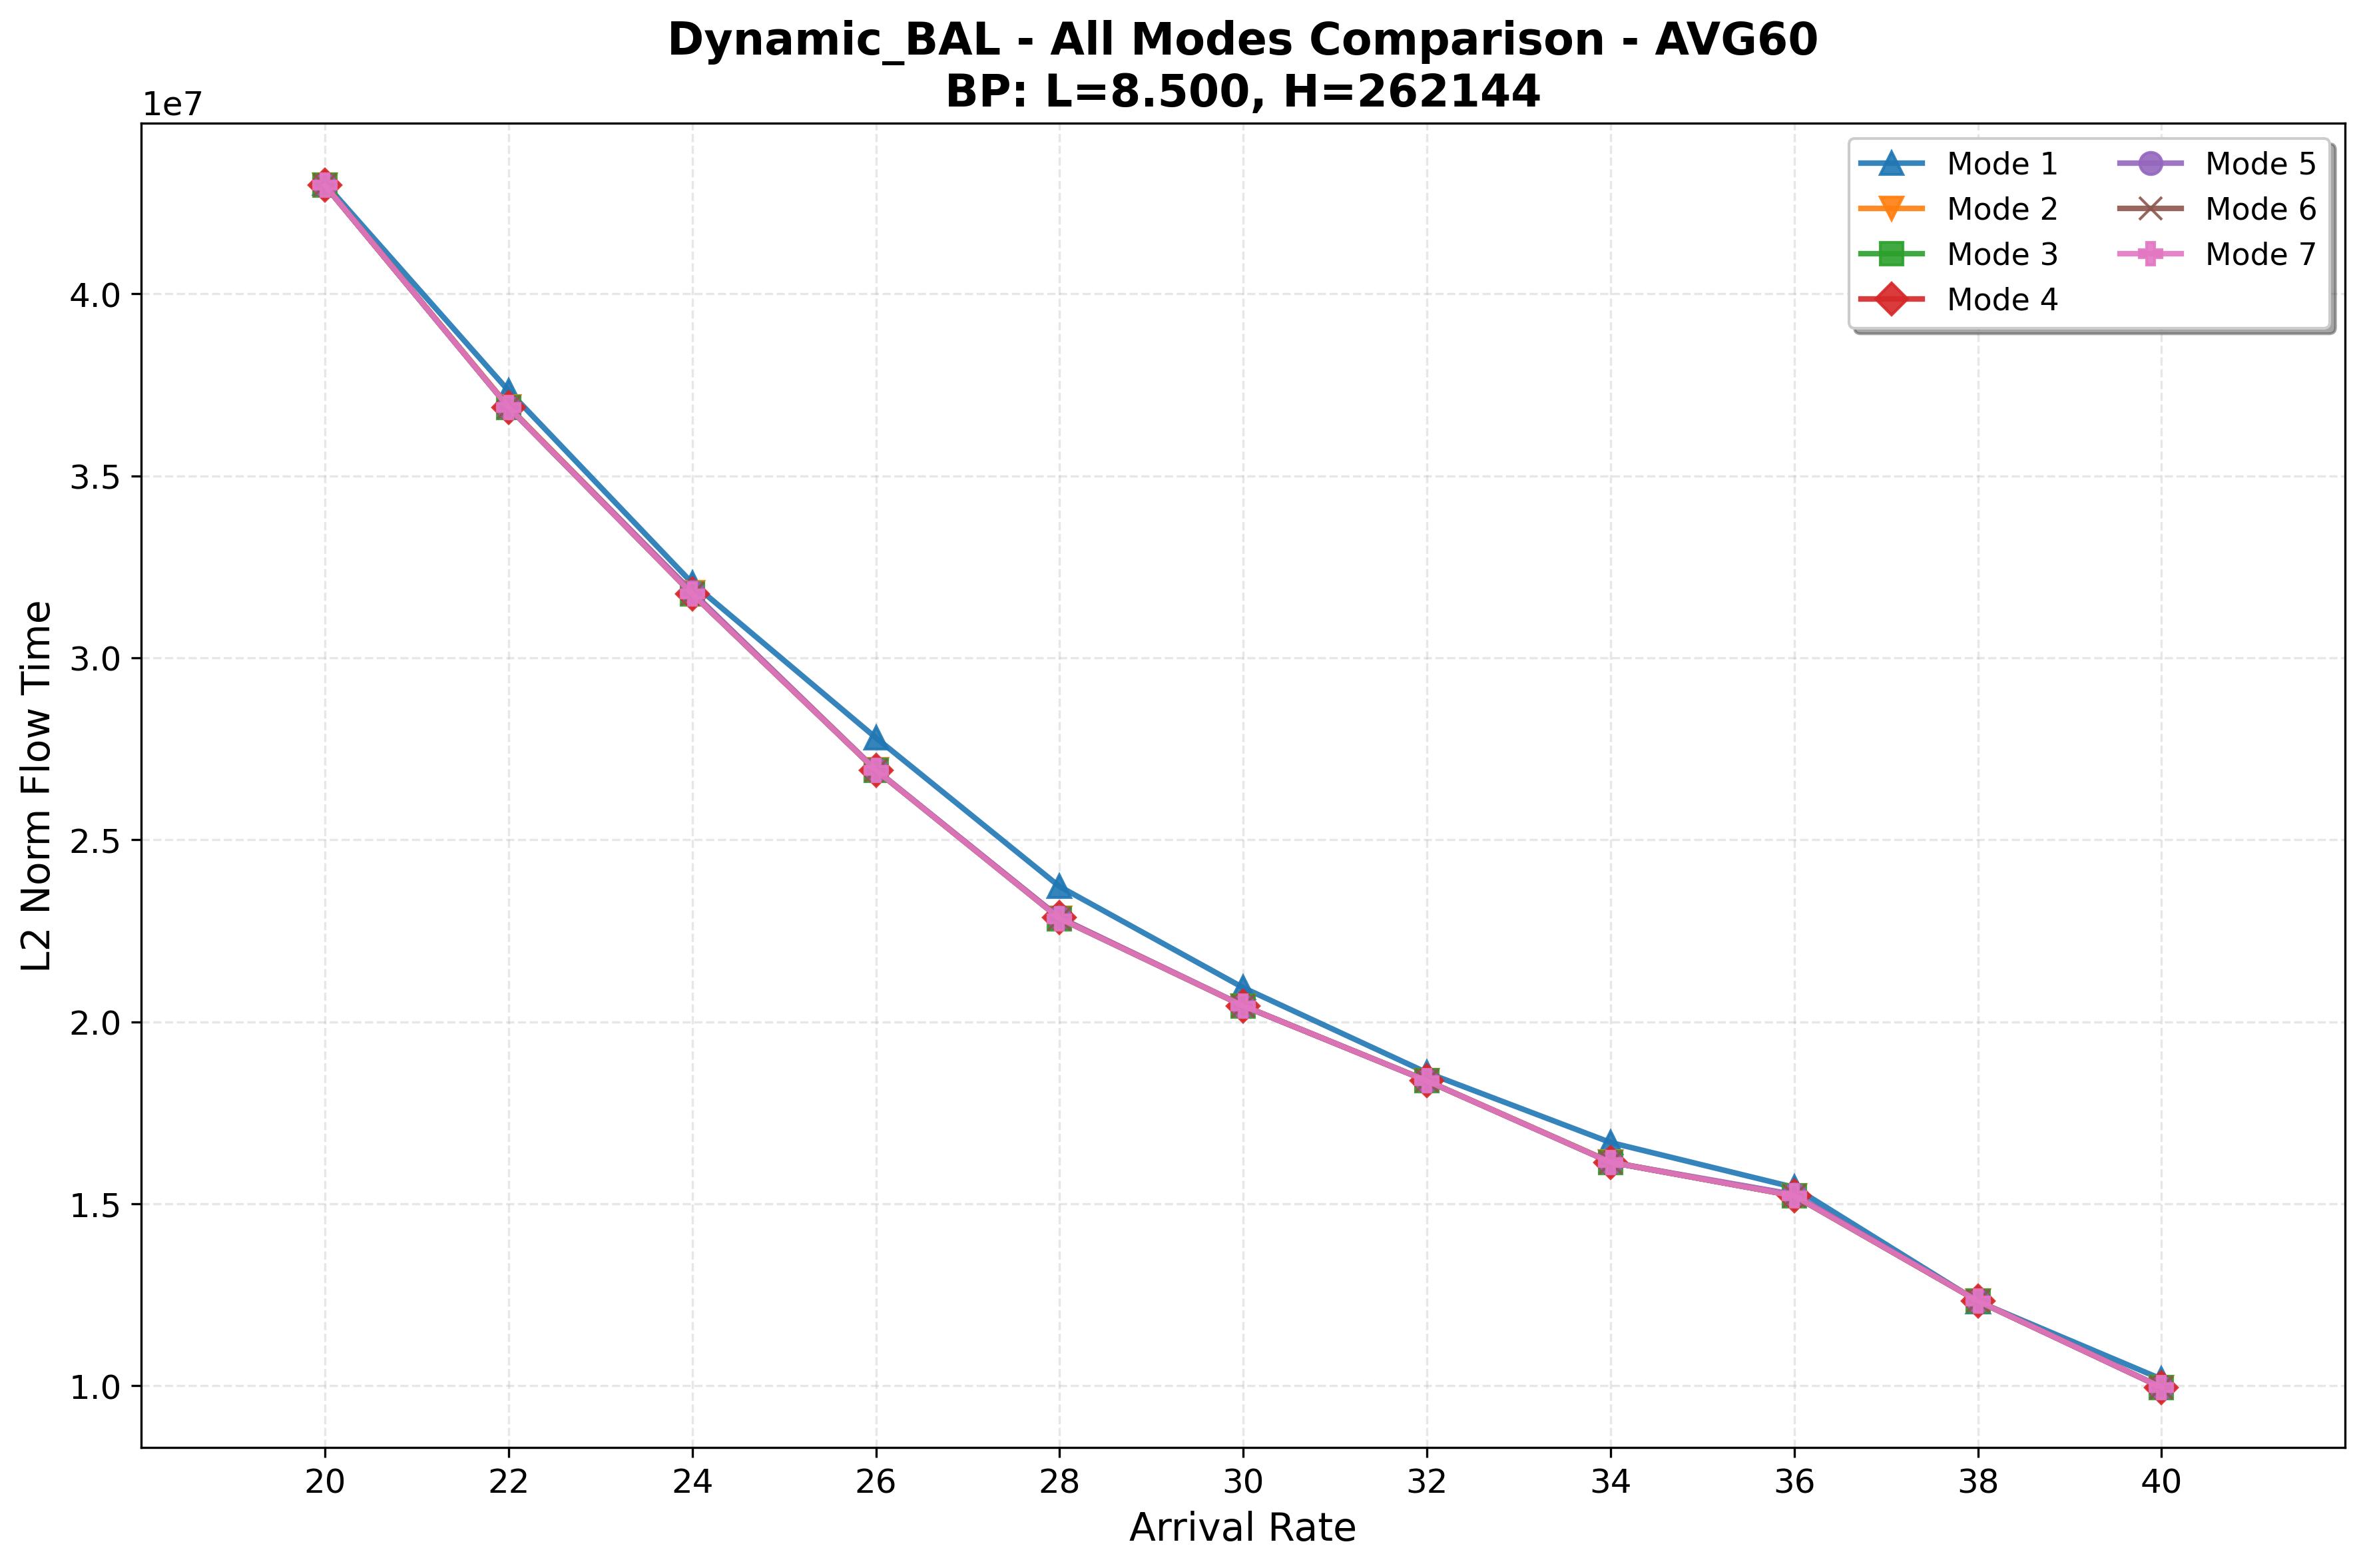 Dynamic_BAL - All Modes Comparison - AVG60
BP: L=8.500, H=262144
1e7
Mode 1
Mode 2
Mode 3
Mode 4
Mode 5
Mode 6
Mode 7
L2 Norm Flow Time
4.0
3.5
3.0
2.5
2.0
1.5
1.0
20 22 24 26 28 30 32 34 36 38 40
Arrival Rate